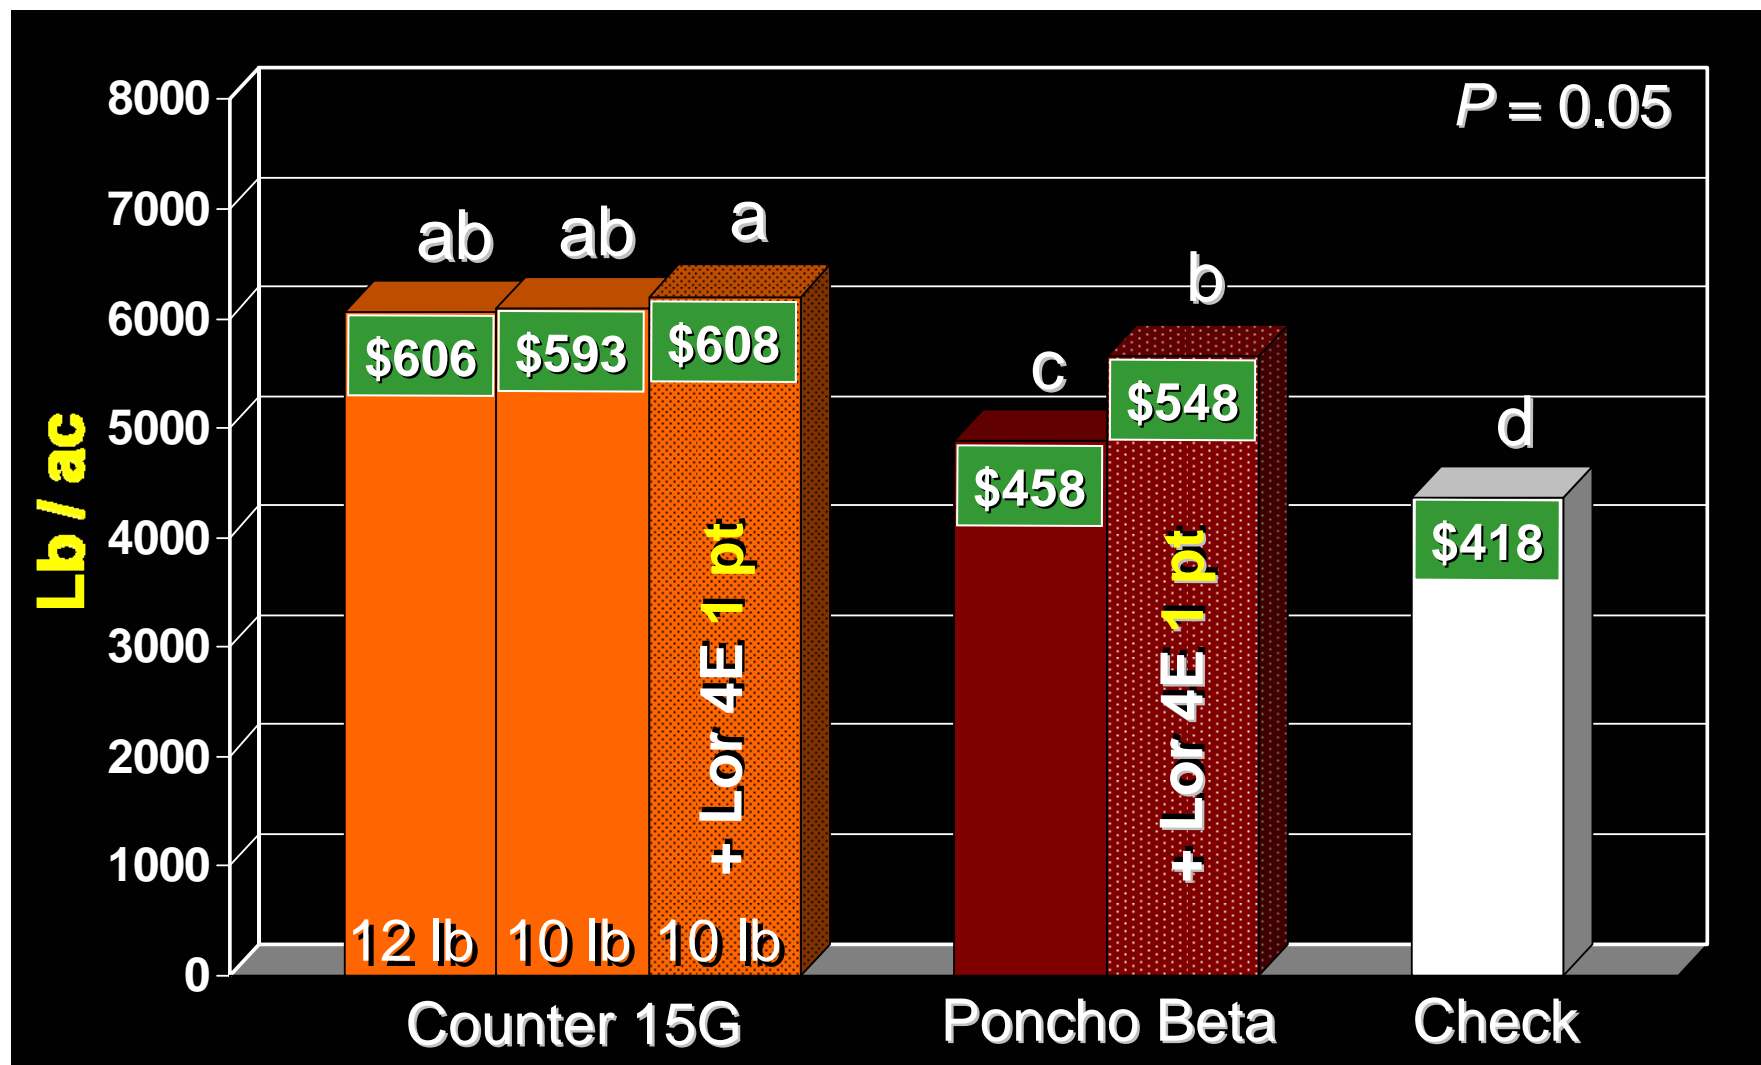 P = 0.05
8000
7000
6000
5000
4000
3000
2000
1000
0
Lb / ac
ab
ab
a
c
b
d
$606
$593
$608
$458
$548
$418
+ Lor 4E 1 pt
+ Lor 4E 1 pt
12 lb
10 lb
10 lb
Counter 15G
Poncho Beta
Check